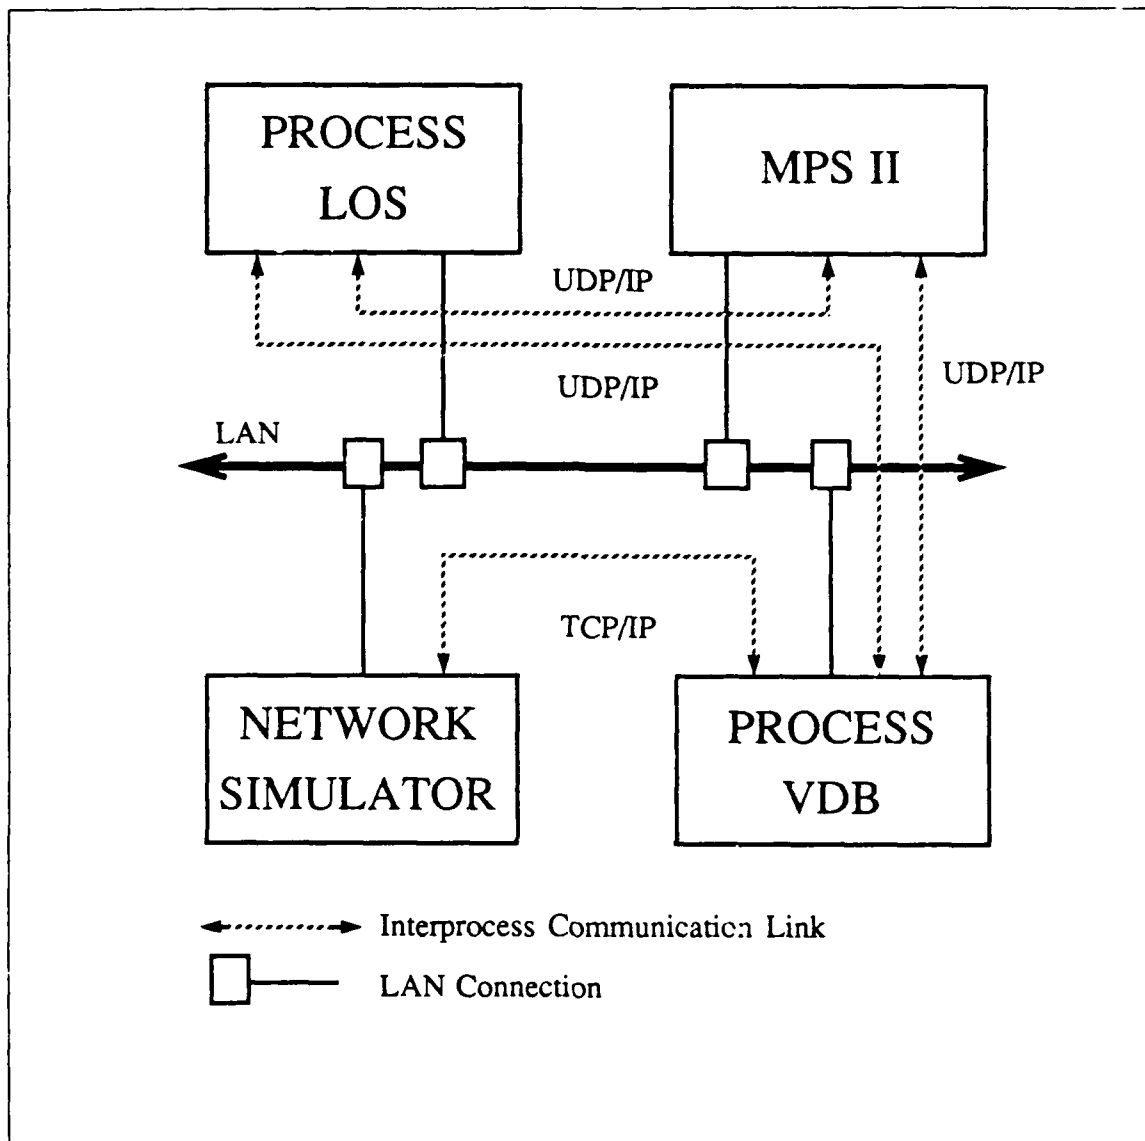 PROCESS
LOS
MPS II
UDP/IP
UDP/IP
UDP/IP
LAN
TCP/IP
NETWORK
SIMULATOR
PROCESS
VDB
Interprocess Communication Link
LAN Connection